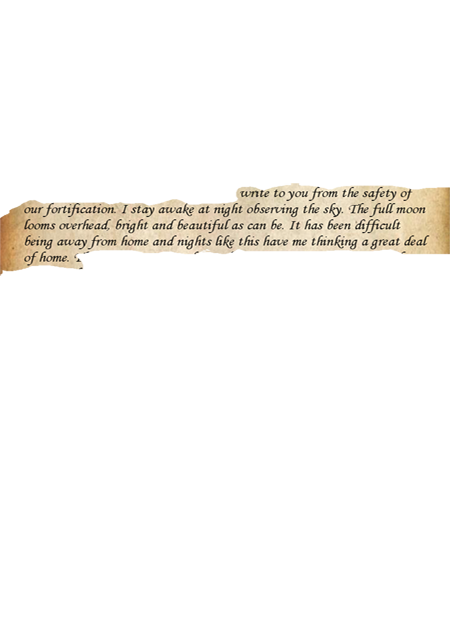 write to you from the safety of
our fortification. I stay awake at night observing the sky. The full moon
looms overhead, bright and beautiful as can be. It has been difficult
being away from home and nights like this have me thinking a great deal
of home.